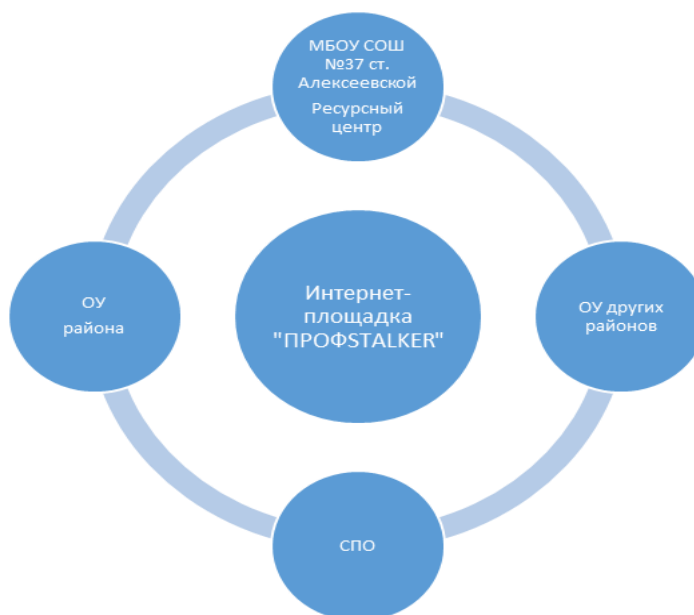 МБОУ СОШ
№37 ст.
Алексеевской
Ресурсный
центр
ОУ
района
Интернет-
площадка
"ПРОФSTALKER"
ОУ других
районов
СПО